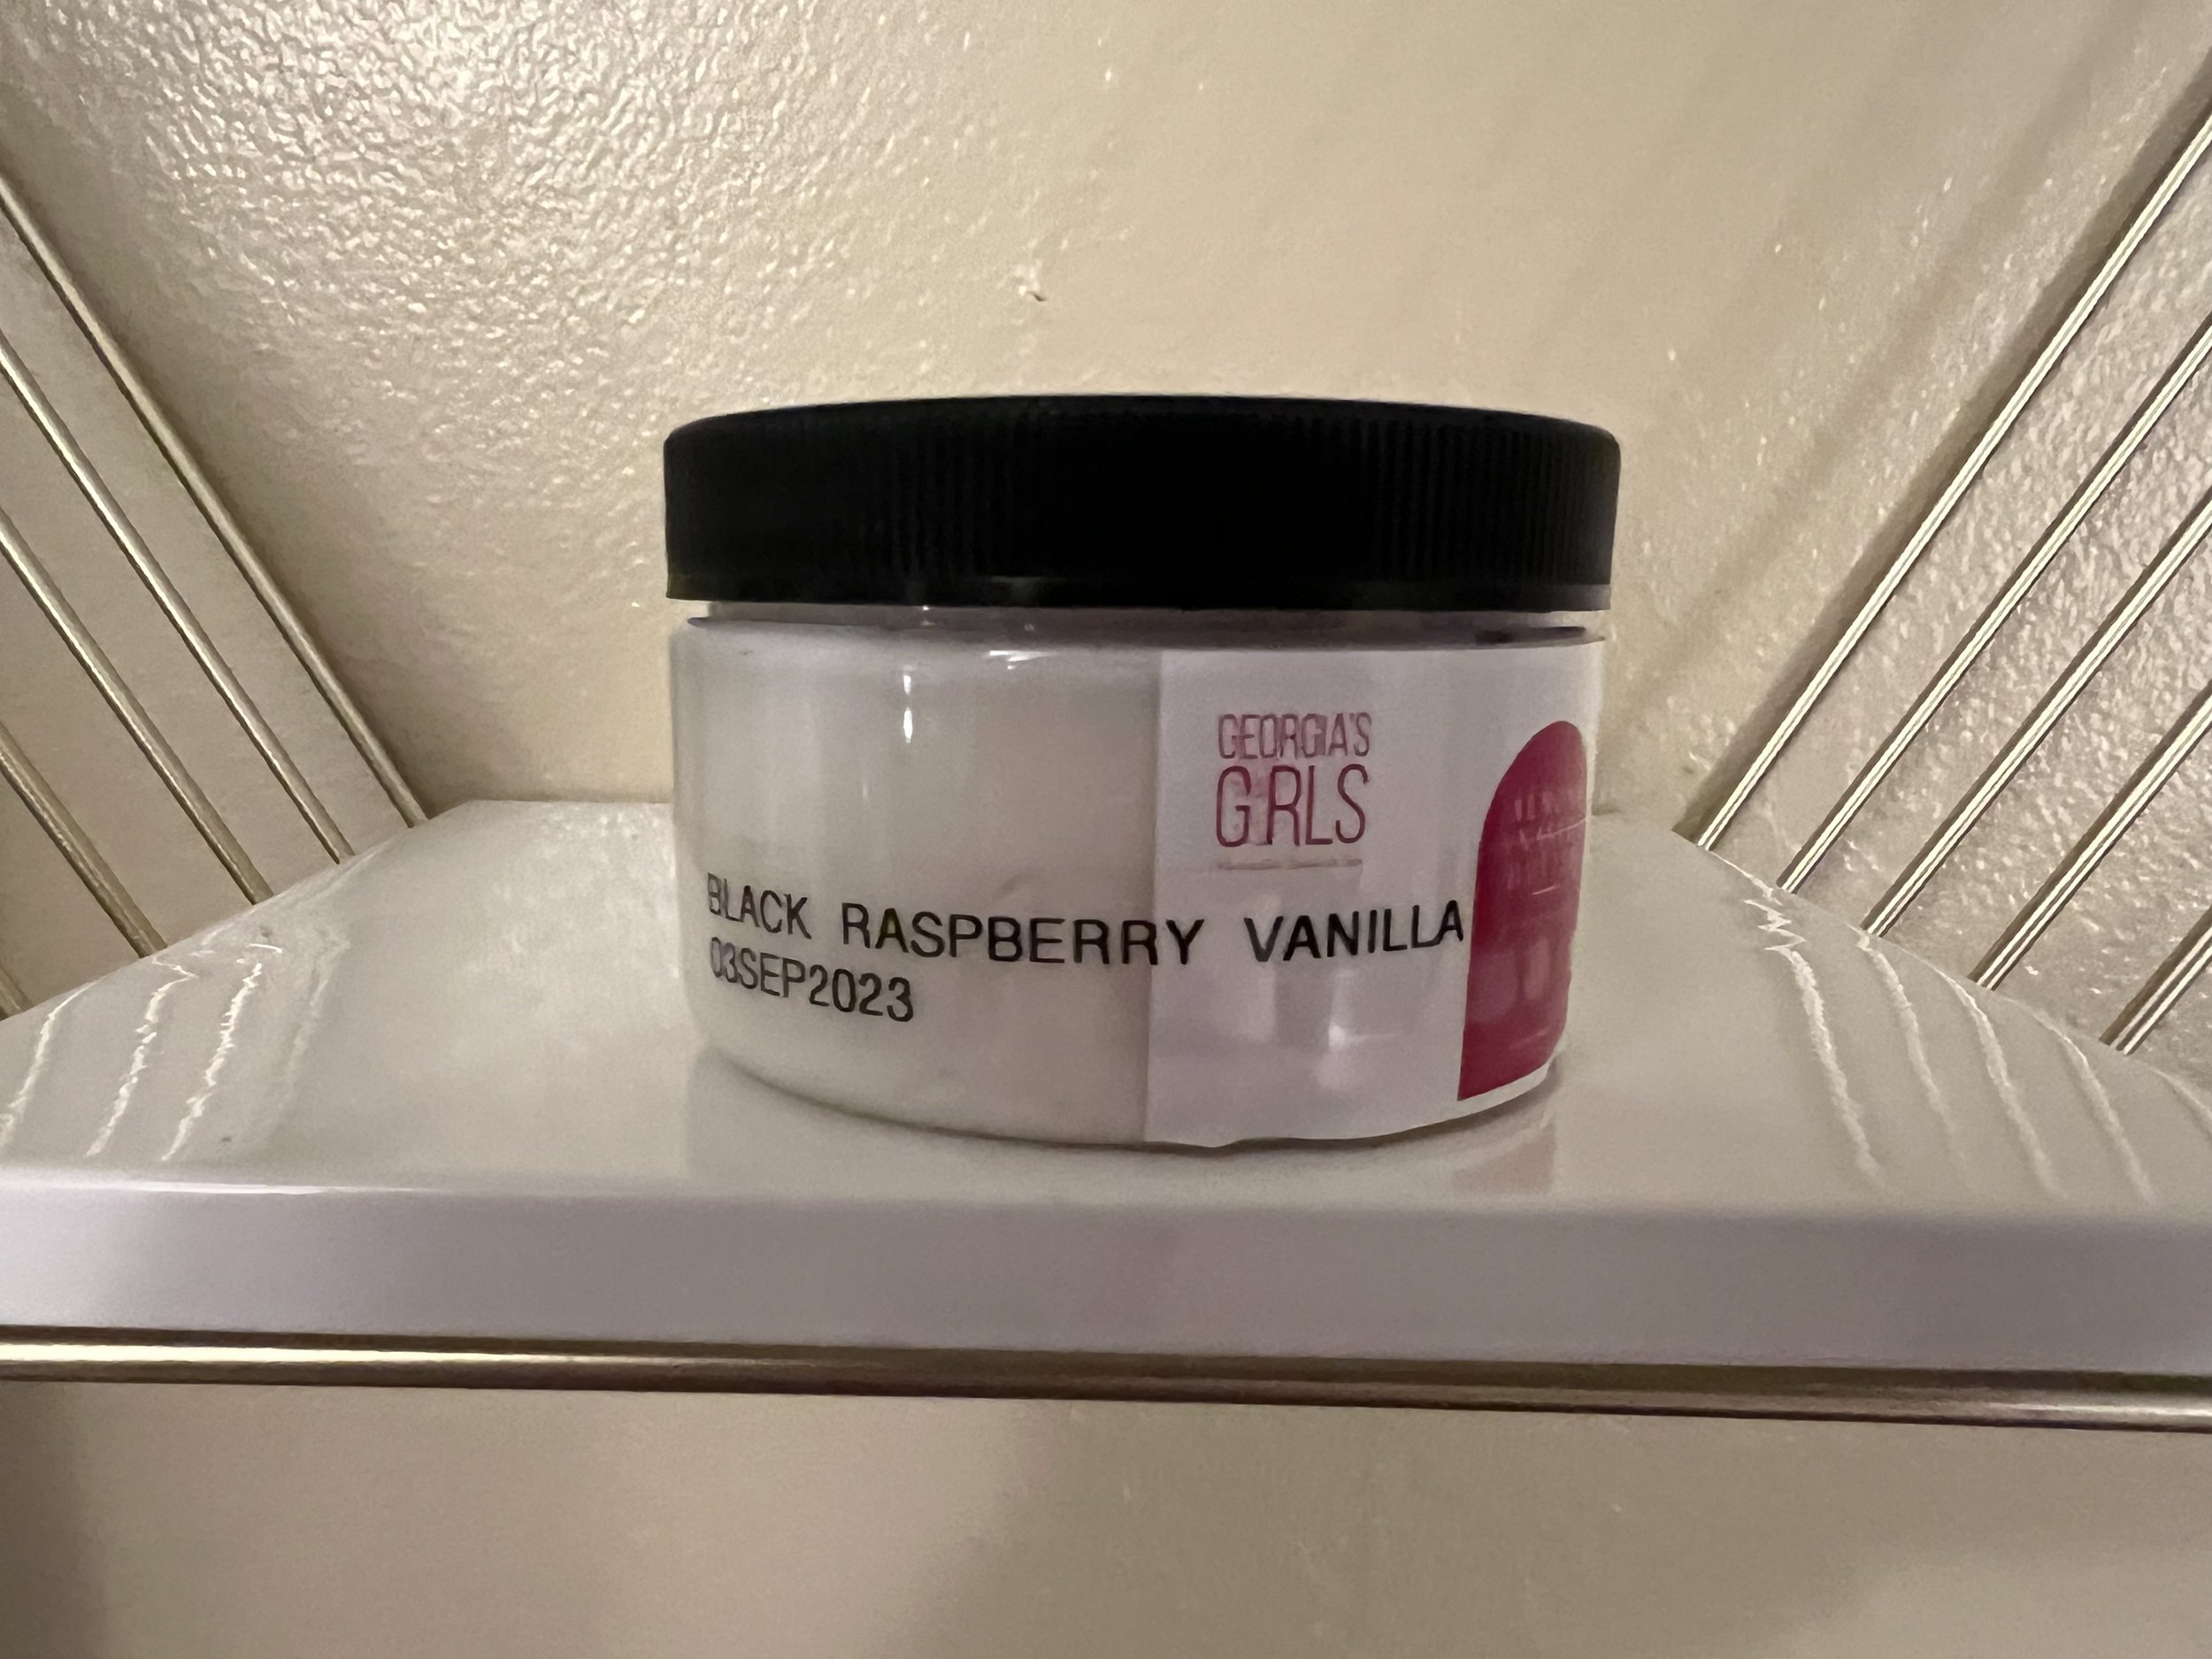 GEORGIA'S
GIRLS
BLACK RASPBERRY VANILLA
03SEP2023